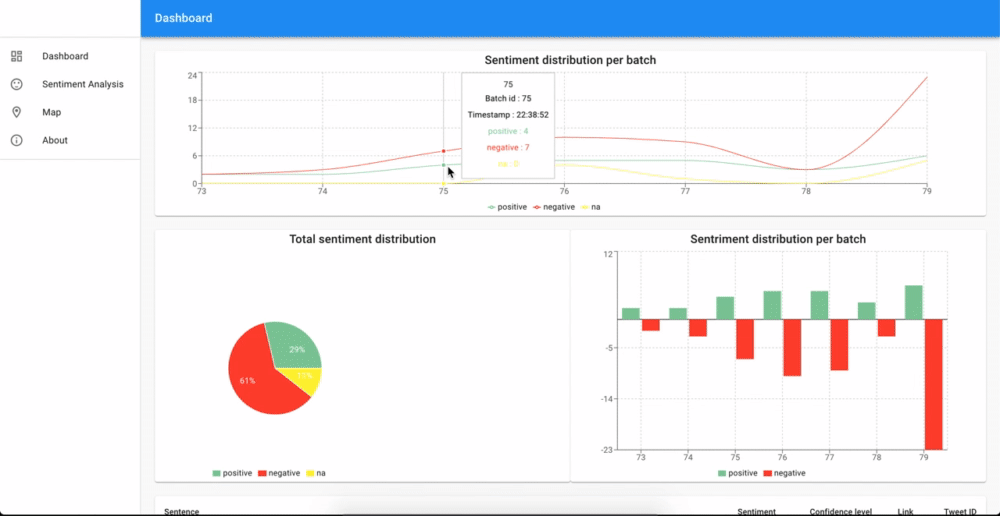 Dashboard
Dashboard
Sentiment Analysis
Map
About
Sentiment distribution per batch
24
18
12
6
0
75
Batch id : 75
Timestamp : 22:38:52
positive : 4
negative : 7
na : 0
73 74 75 76 77 78 79
positive negative na
Total sentiment distribution
29%
61%
10%
positive negative na
Sentriment distribution per batch
12
-5
-14
-23
73 74 75 76 77 78 79
positive negative
Sentence Sentiment Confidence level Link Tweet ID